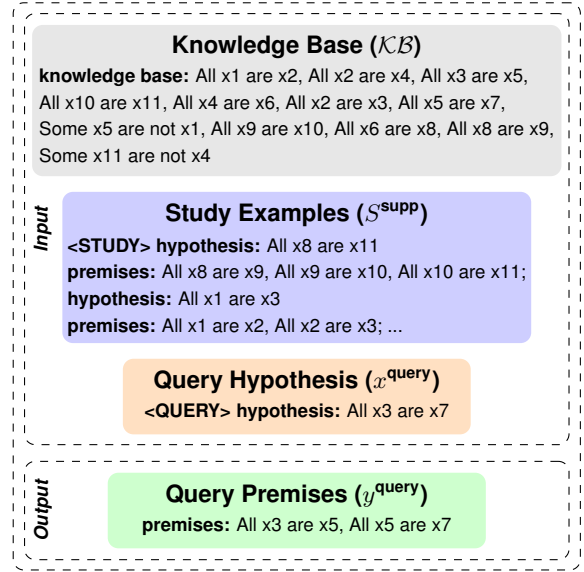 Knowledge Base (KB)
knowledge base: All x1 are x2, All x2 are x4, All x3 are x5,
All x10 are x11, All x4 are x6, All x2 are x3, All x5 are x7,
Some x5 are not x1, All x9 are x10, All x6 are x8, All x8 are x9,
Some x11 are not x4
Input
Study Examples (S^supp)
<STUDY> hypothesis: All x8 are x11
premises: All x8 are x9, All x9 are x10, All x10 are x11;
hypothesis: All x1 are x3
premises: All x1 are x2, All x2 are x3; ...
Query Hypothesis (x^query)
<QUERY> hypothesis: All x3 are x7
Output
Query Premises (y^query)
premises: All x3 are x5, All x5 are x7